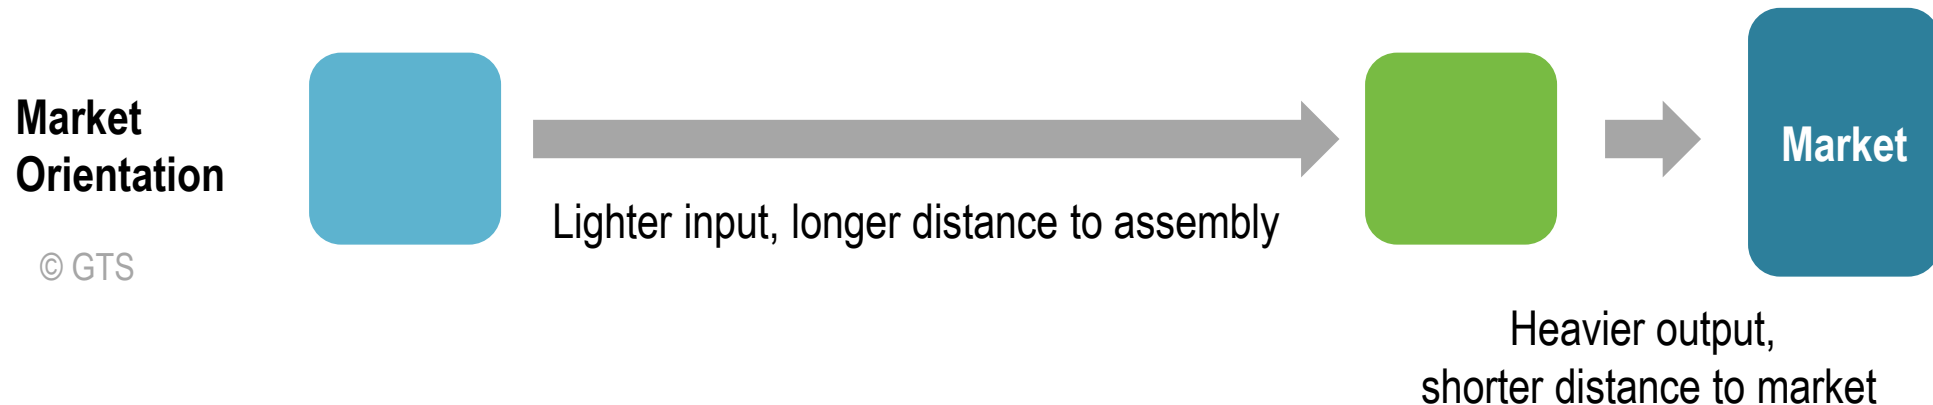 Market
Orientation
© GTS
Lighter input, longer distance to assembly
Market
Heavier output,
shorter distance to market